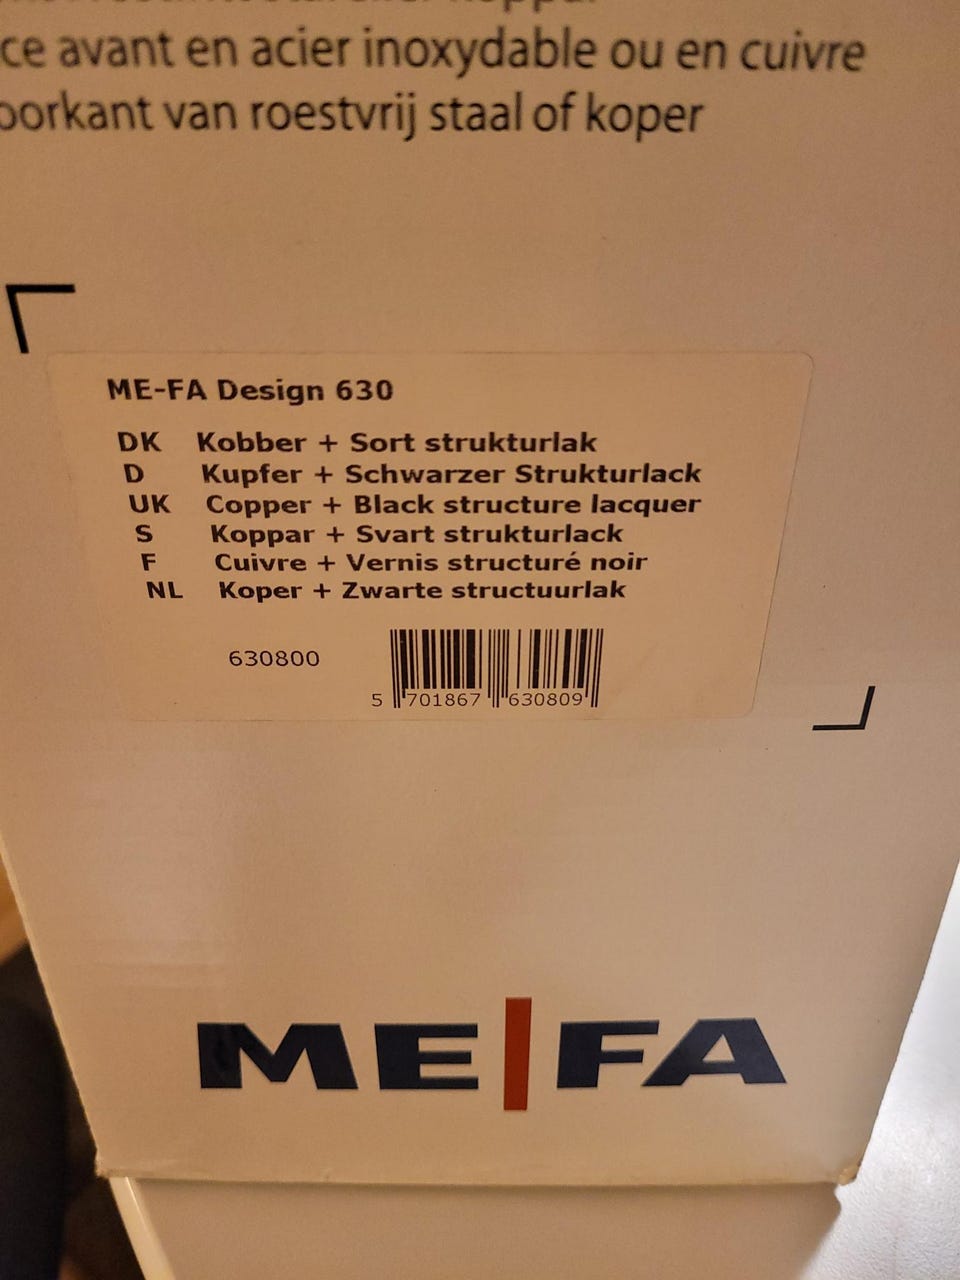 ce avant en acier inoxydable ou en cuivre
oorkant van roestvrij staal of koper
ME-FA Design 630
DK Kobber + Sort strukturlak
D Kupfer + Schwarzer Strukturlack
UK Copper + Black structure lacquer
S Koppar + Svart strukturlack
F Cuivre + Vernis structuré noir
NL Koper + Zwarte structuurlak
630800
5 701867 630809
ME|FA